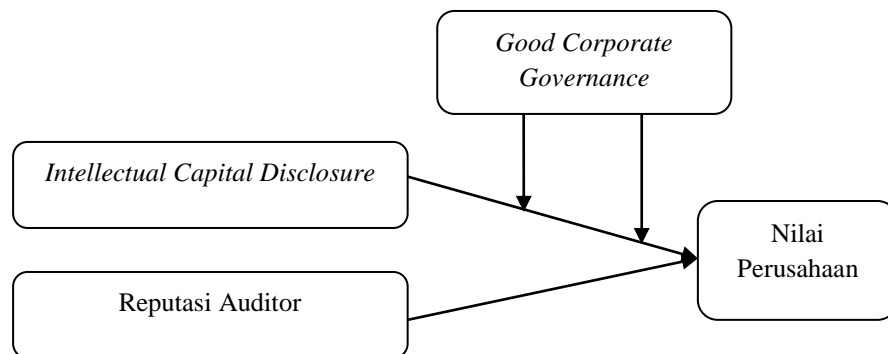 Good Corporate
Governance
Intellectual Capital Disclosure
Nilai
Perusahaan
Reputasi Auditor